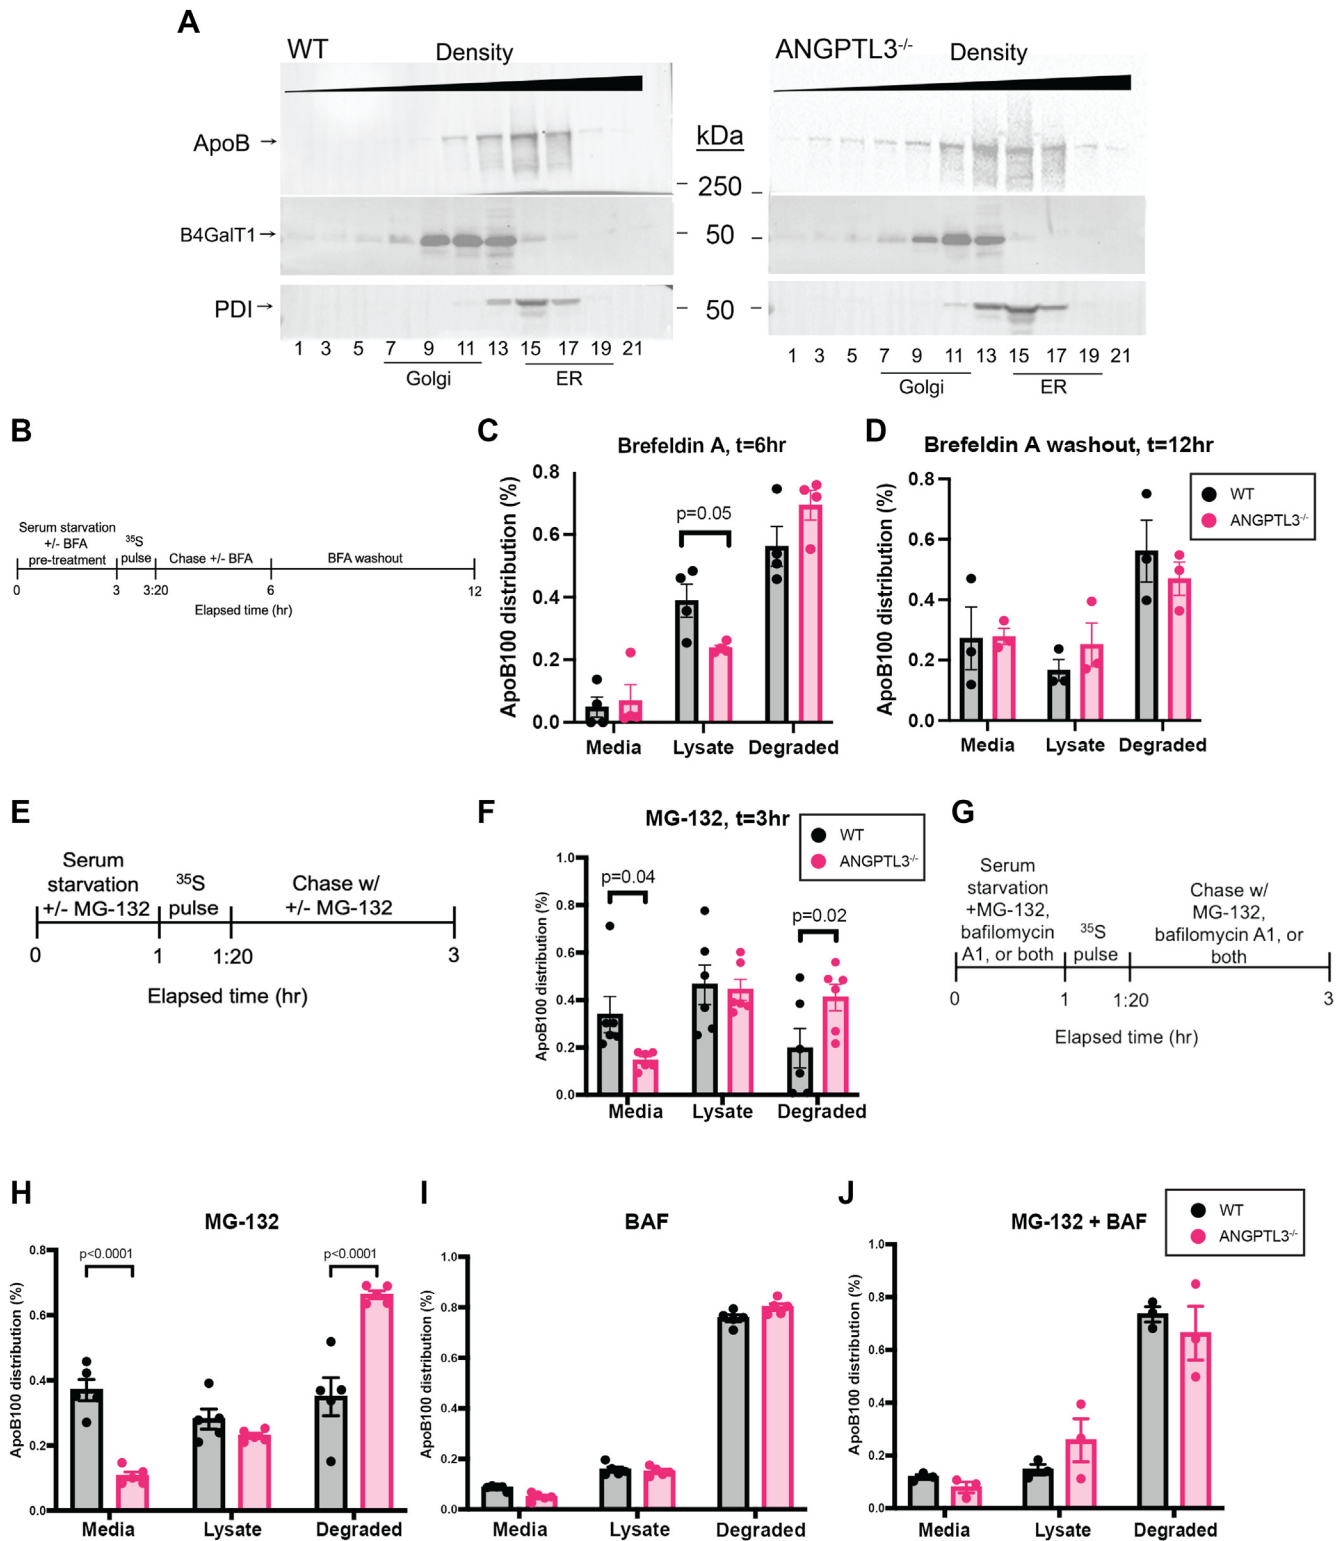 A
WT
Density
ANGPTL3-/-
Density
ApoB →
kDa
250
B4GalT1→
50
PDI→
50
1 3 5 7 9 11 13 15 17 19 21
Golgi
ER
1 3 5 7 9 11 13 15 17 19 21
Golgi
ER
B
Serum starvation
+/- BFA
pre-treatment
35S
pulse
Chase +/- BFA
BFA washout
0 3 3:20 6 12
Elapsed time (hr)
C
Brefeldin A, t=6hr
ApoB100 distribution (%)
0.8
0.6
0.4
0.2
0.0
p=0.05
Media Lysate Degraded
D
Brefeldin A washout, t=12hr
ApoB100 distribution (%)
0.8
0.6
0.4
0.2
0.0
WT
ANGPTL3-/-
Media Lysate Degraded
E
Serum
starvation
+/- MG-132
35S
pulse
Chase w/
+/- MG-132
0 1 1:20 3
Elapsed time (hr)
F
MG-132, t=3hr
WT
ANGPTL3-/-
ApoB100 distribution (%)
1.0
0.8
0.6
0.4
0.2
0.0
p=0.04
p=0.02
Media Lysate Degraded
G
Serum
starvation
+MG-132,
bafilomycin
A1, or both
35S
pulse
Chase w/
MG-132,
bafilomycin A1, or
both
0 1 1:20 3
Elapsed time (hr)
H
MG-132
ApoB100 distribution (%)
0.8
0.6
0.4
0.2
0.0
p<0.0001
p<0.0001
Media Lysate Degraded
I
BAF
ApoB100 distribution (%)
1.0
0.8
0.6
0.4
0.2
0.0
Media Lysate Degraded
J
MG-132 + BAF
WT
ANGPTL3-/-
ApoB100 distribution (%)
1.0
0.8
0.6
0.4
0.2
0.0
Media Lysate Degraded